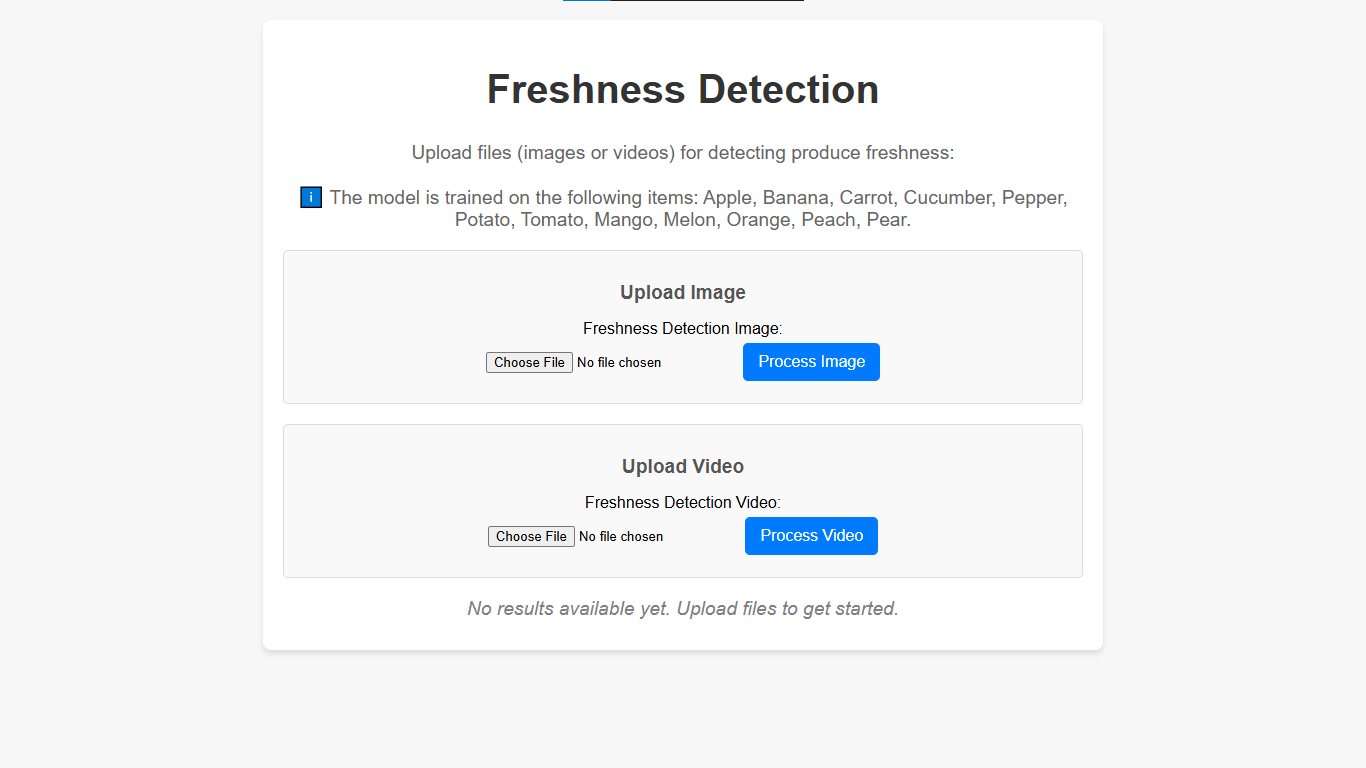 Freshness Detection
Upload files (images or videos) for detecting produce freshness:
ℹ️ The model is trained on the following items: Apple, Banana, Carrot, Cucumber, Pepper,
Potato, Tomato, Mango, Melon, Orange, Peach, Pear.
Upload Image
Freshness Detection Image:
Choose File No file chosen Process Image
Upload Video
Freshness Detection Video:
Choose File No file chosen Process Video
No results available yet. Upload files to get started.